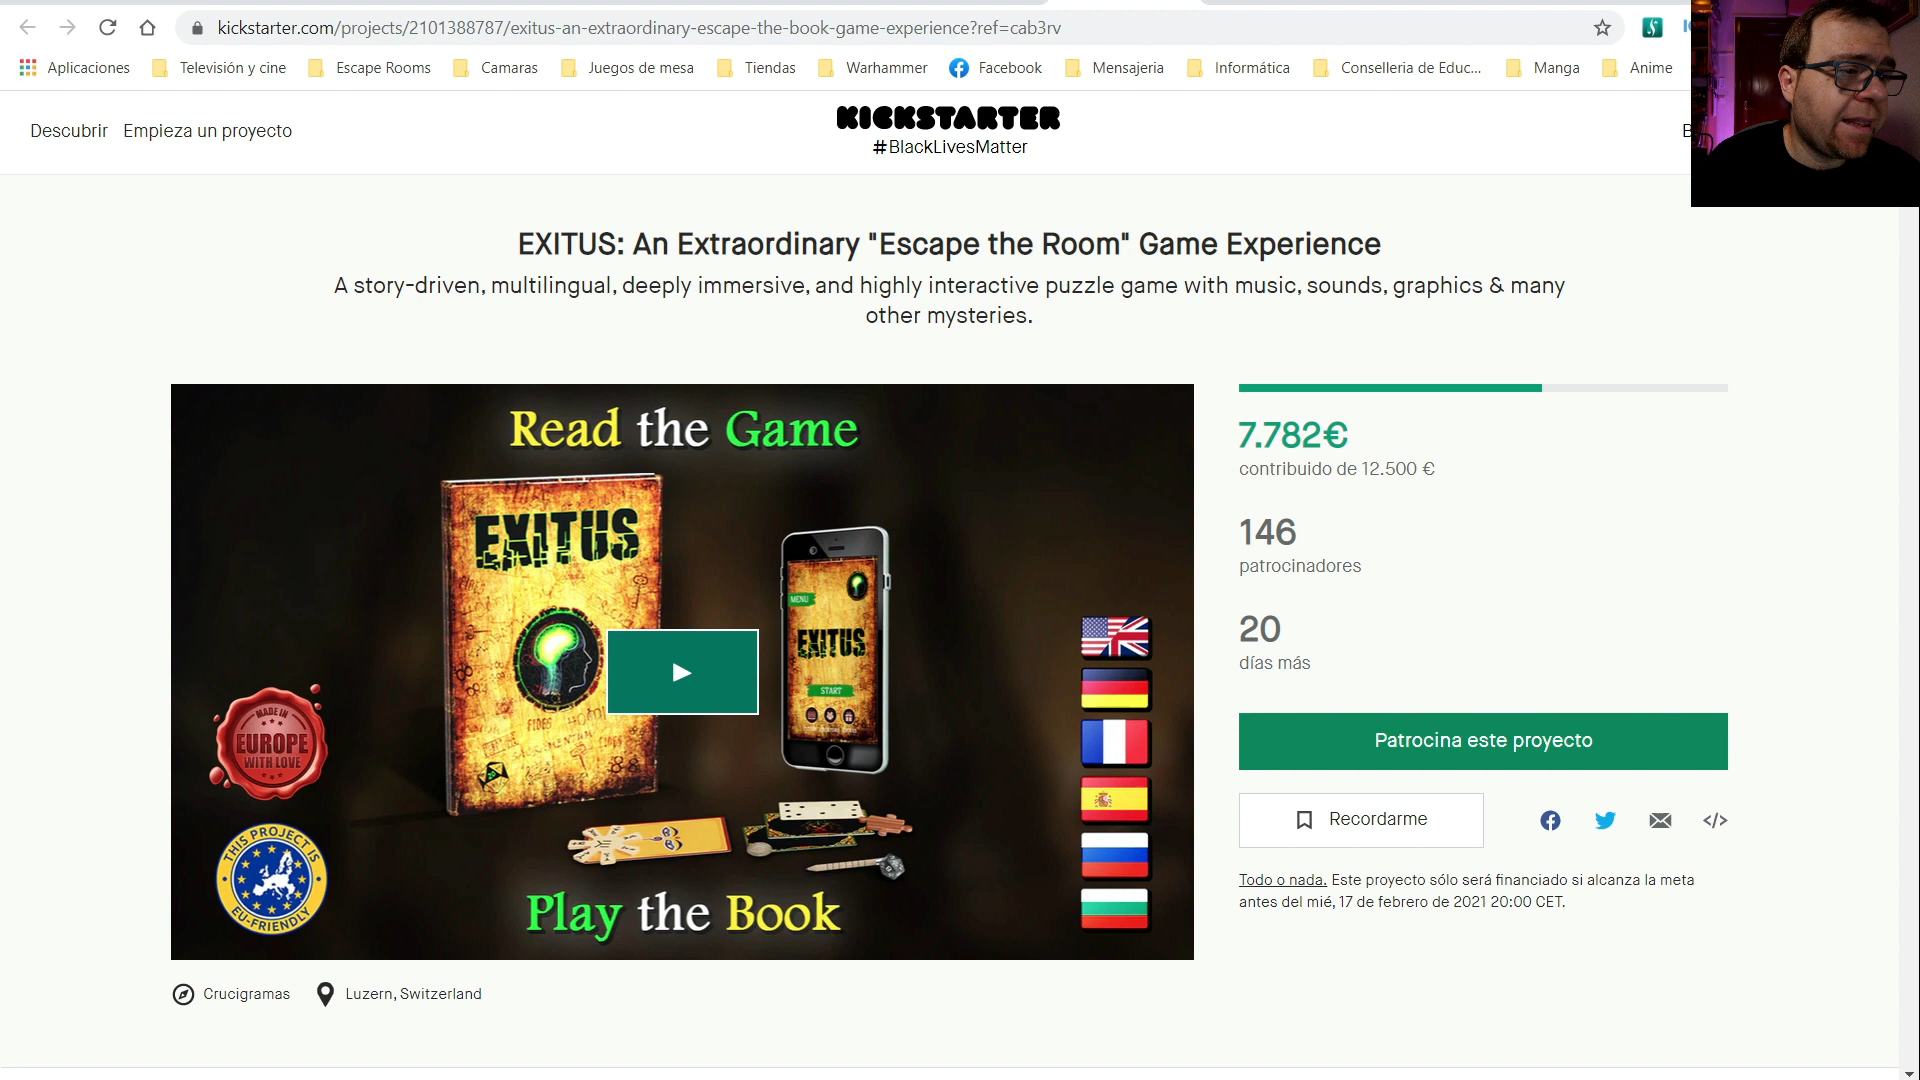 kickstarter.com/projects/2101388787/exitus-an-extraordinary-escape-the-book-game-experience?ref=cab3rv
Aplicaciones
Televisión y cine
Escape Rooms
Camaras
Juegos de mesa
Tiendas
Warhammer
Facebook
Mensajeria
Informática
Conselleria de Educ...
Manga
Anime
Descubrir
Empieza un proyecto
KICKSTARTER
#BlackLivesMatter
B
EXITUS: An Extraordinary "Escape the Room" Game Experience
A story-driven, multilingual, deeply immersive, and highly interactive puzzle game with music, sounds, graphics & many
other mysteries.
Read the Game
EXITUS
FIDES
MENU
EXITUS
START
MADE IN
EUROPE
WITH LOVE
THIS PROJECT IS
EU-FRIENDLY
Play the Book
7.782€
contribuido de 12.500 €
146
patrocinadores
20
días más
Patrocina este proyecto
Recordarme
Todo o nada. Este proyecto sólo será financiado si alcanza la meta
antes del mié, 17 de febrero de 2021 20:00 CET.
Crucigramas
Luzern, Switzerland